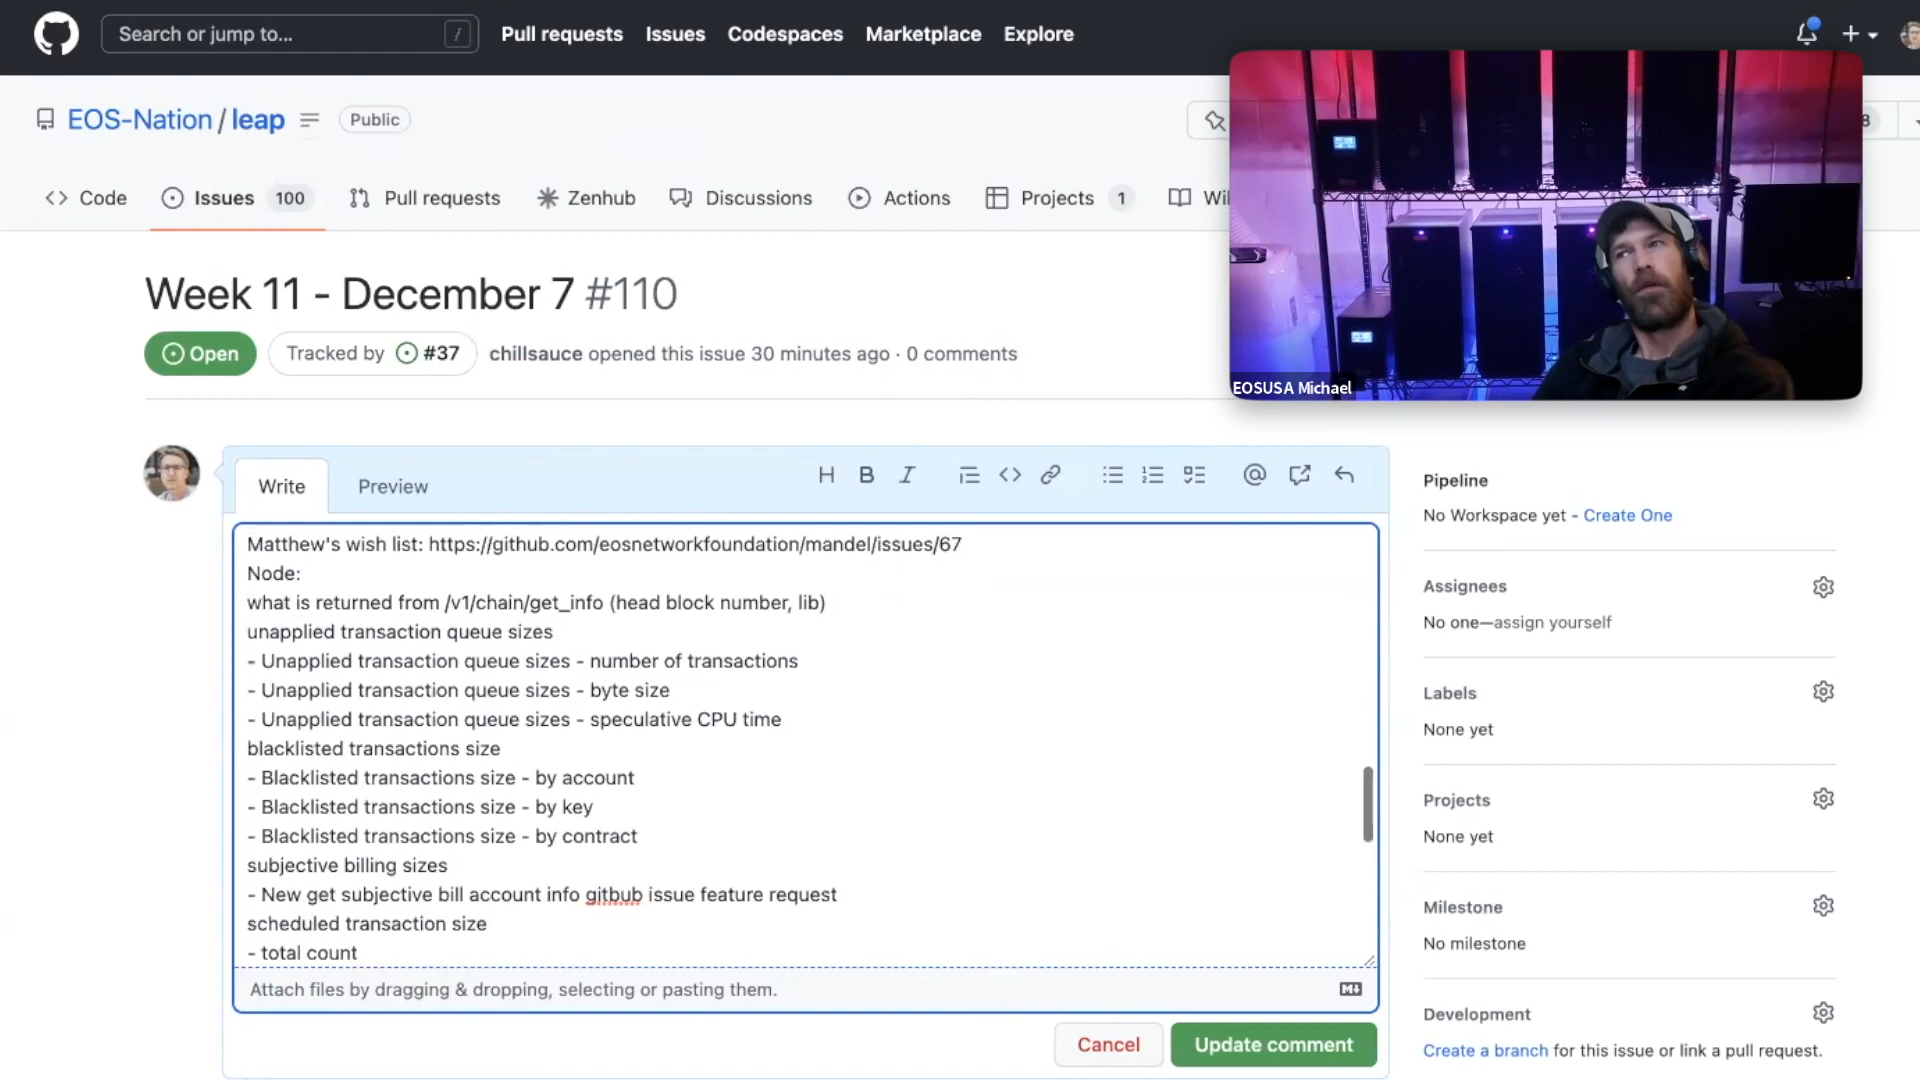 Search or jump to... /
Pull requests Issues Codespaces Marketplace Explore
EOS-Nation / leap Public
8
Code Issues 100 Pull requests Zenhub Discussions Actions Projects 1 Wi
Week 11 - December 7 #110
Open Tracked by #37 chillsauce opened this issue 30 minutes ago · 0 comments
EOSUSA Michael
Write Preview
Matthew's wish list: https://github.com/eosnetworkfoundation/mandel/issues/67
Node:
what is returned from /v1/chain/get_info (head block number, lib)
unapplied transaction queue sizes
- Unapplied transaction queue sizes - number of transactions
- Unapplied transaction queue sizes - byte size
- Unapplied transaction queue sizes - speculative CPU time
blacklisted transactions size
- Blacklisted transactions size - by account
- Blacklisted transactions size - by key
- Blacklisted transactions size - by contract
subjective billing sizes
- New get subjective bill account info gitbub issue feature request
scheduled transaction size
- total count
Attach files by dragging & dropping, selecting or pasting them.
Cancel Update comment
Pipeline
No Workspace yet - Create One
Assignees
No one—assign yourself
Labels
None yet
Projects
None yet
Milestone
No milestone
Development
Create a branch for this issue or link a pull request.